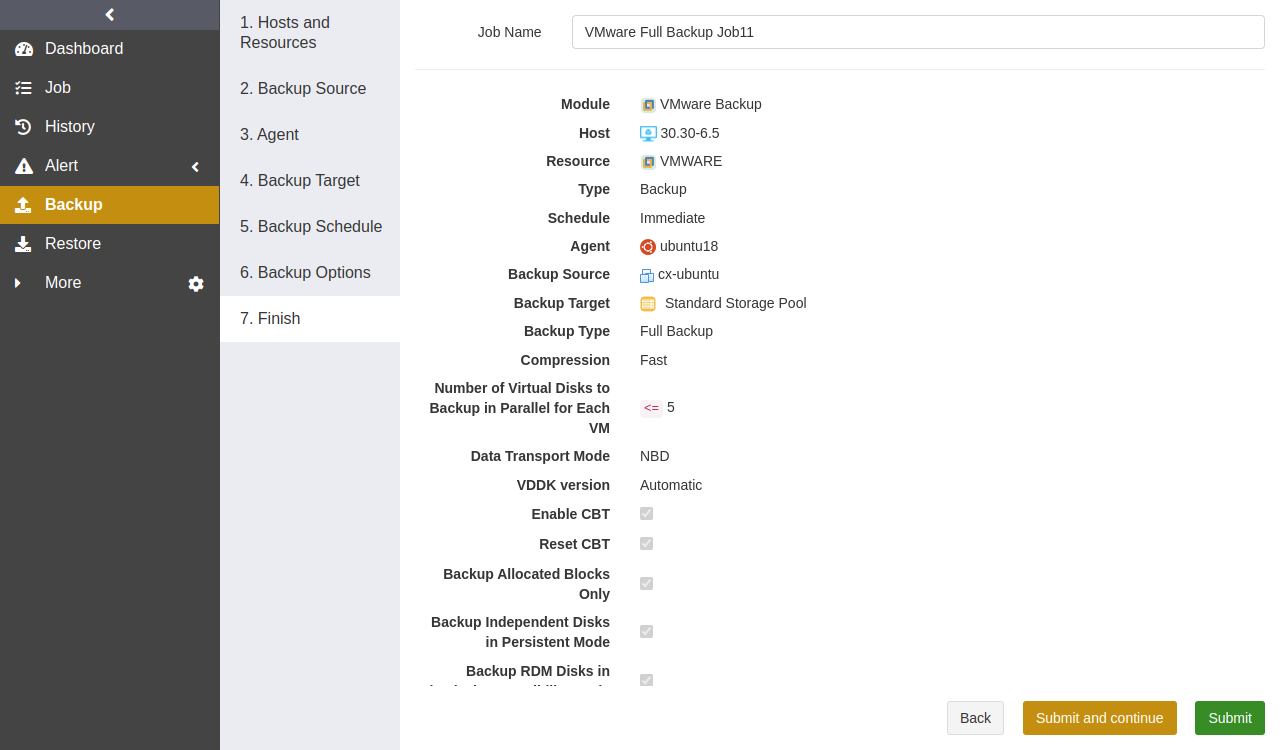 Dashboard
Job
History
Alert
Backup
Restore
More
1. Hosts and
Resources
2. Backup Source
3. Agent
4. Backup Target
5. Backup Schedule
6. Backup Options
7. Finish
Job Name VMware Full Backup Job11
Module VMware Backup
Host 30.30-6.5
Resource VMWARE
Type Backup
Schedule Immediate
Agent ubuntu18
Backup Source cx-ubuntu
Backup Target Standard Storage Pool
Backup Type Full Backup
Compression Fast
Number of Virtual Disks to
Backup in Parallel for Each
VM
<= 5
Data Transport Mode NBD
VDDK version Automatic
Enable CBT
Reset CBT
Backup Allocated Blocks
Only
Backup Independent Disks
in Persistent Mode
Backup RDM Disks in
Back Submit and continue Submit